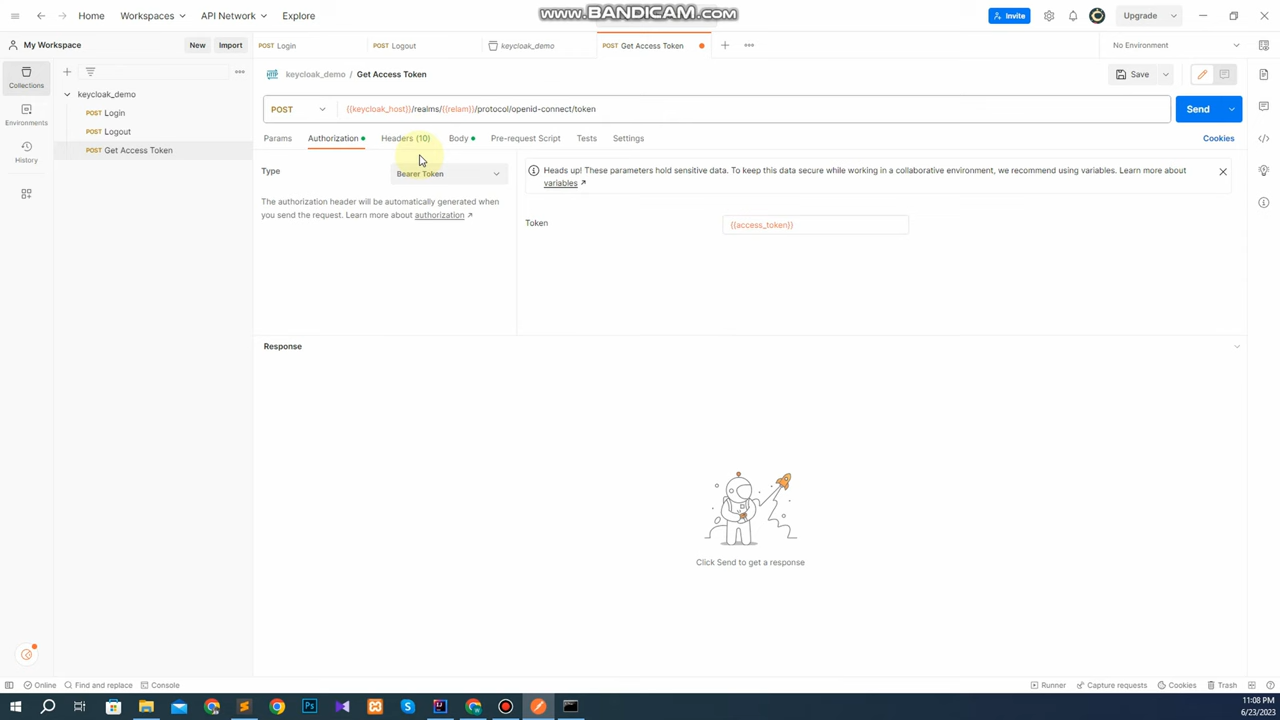 www.BANDICAM.com
Home Workspaces API Network Explore Invite Upgrade
My Workspace New Import POST Login POST Logout keycloak_demo POST Get Access Token No Environment
Collections
Environments
History
keycloak_demo
POST Login
POST Logout
POST Get Access Token
HTTP keycloak_demo / Get Access Token Save
POST {{keycloak_host}}/realms/{{relam}}/protocol/openid-connect/token Send
Params Authorization Headers (10) Body Pre-request Script Tests Settings Cookies
Type Bearer Token
The authorization header will be automatically generated when
you send the request. Learn more about authorization ↗
Heads up! These parameters hold sensitive data. To keep this data secure while working in a collaborative environment, we recommend using variables. Learn more about
variables ↗
Token {{access_token}}
Response
Click Send to get a response
Online Find and replace Console Runner Capture requests Cookies Trash
11:08 PM
6/23/2023